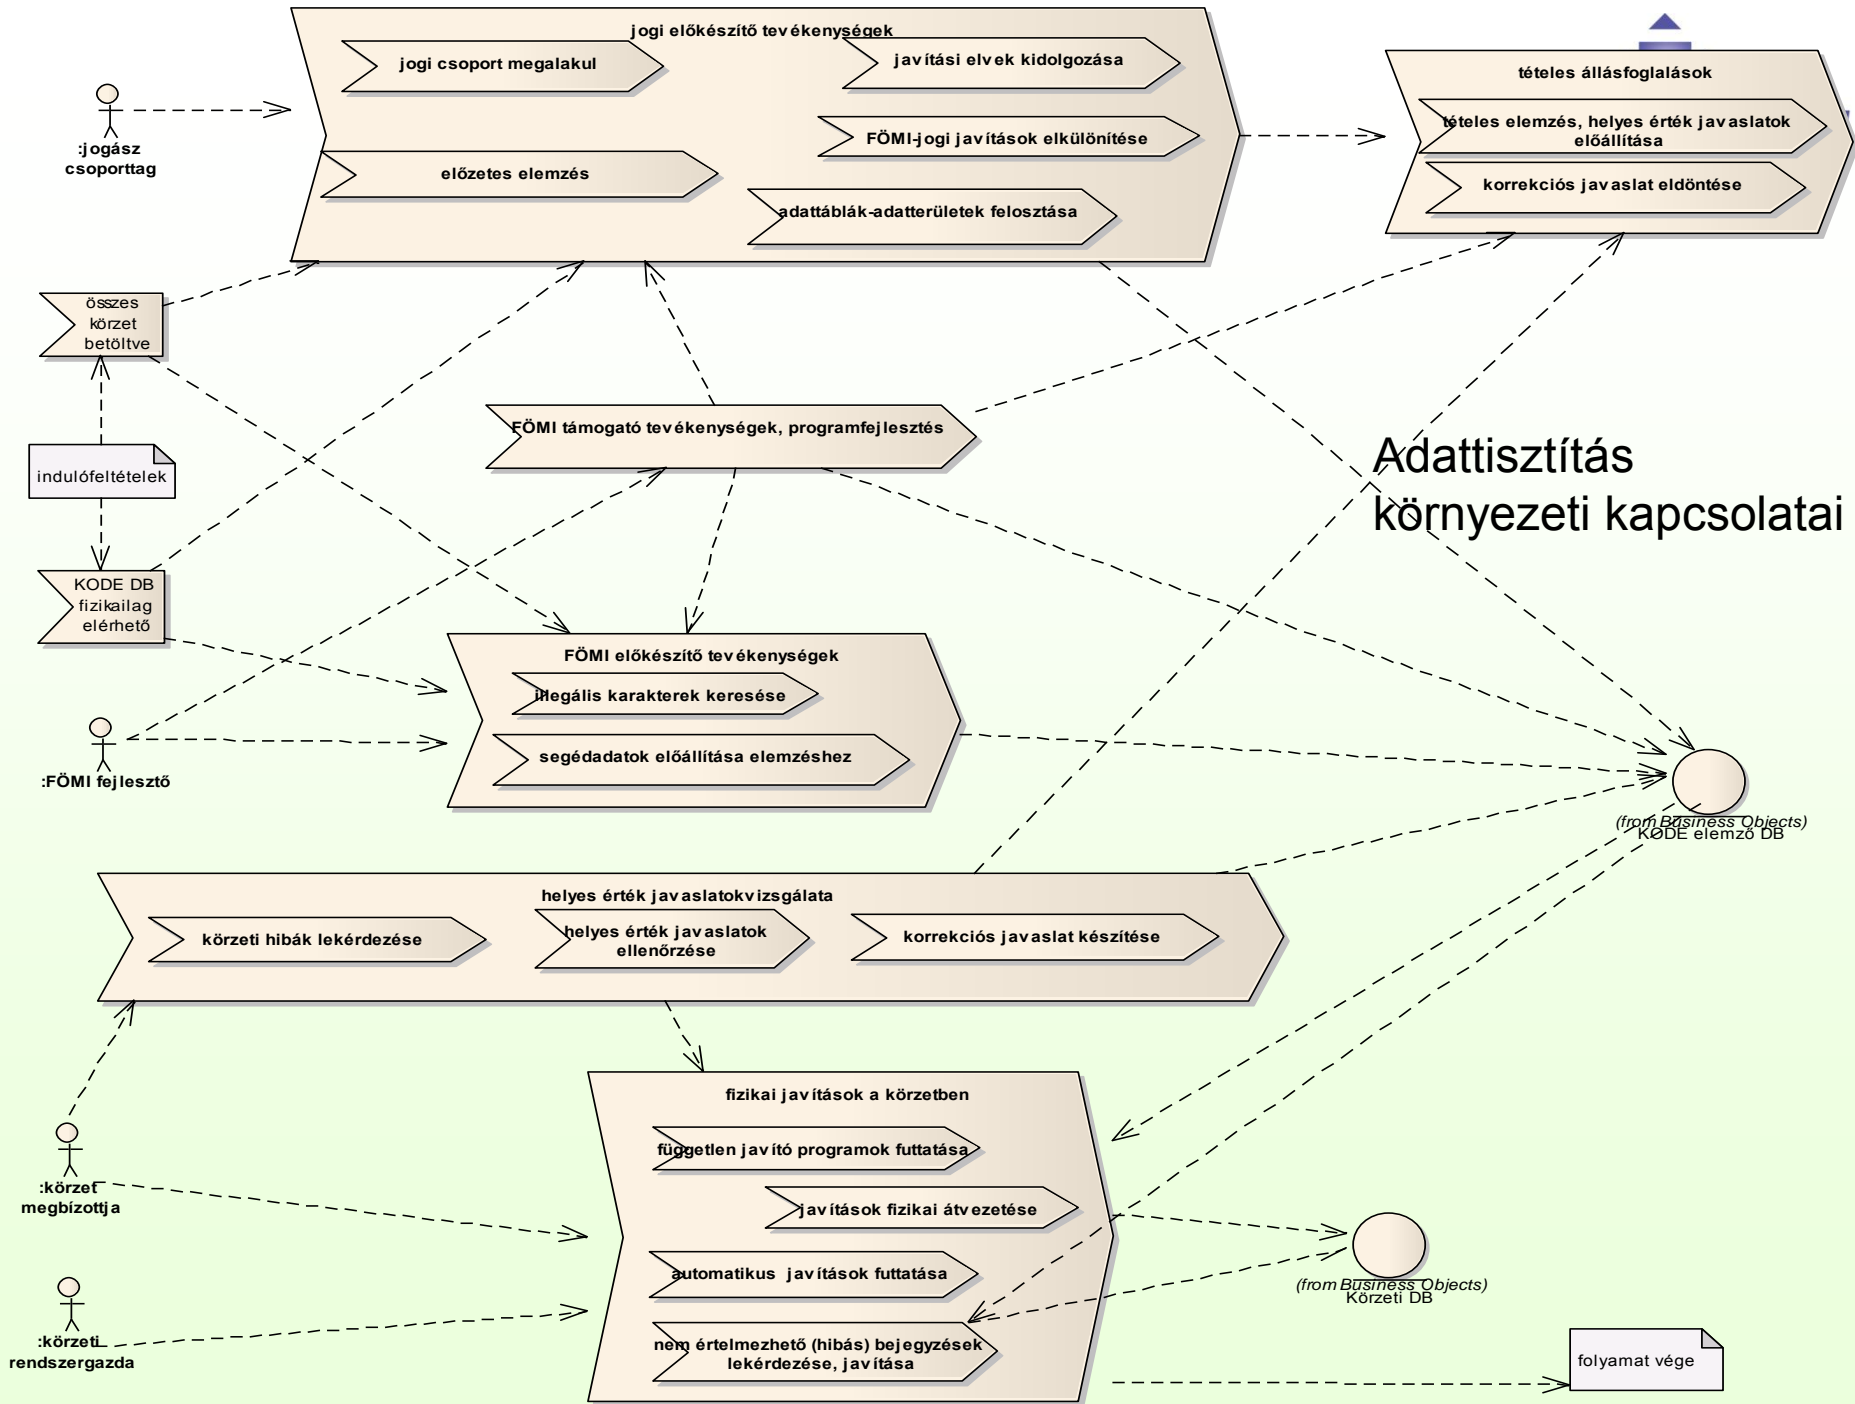 jogi előkészítő tevékenységek
jogi csoport megalakul
javítási elvek kidolgozása
FÖMI-jogi javítások elkülönítése
előzetes elemzés
adattáblák-adatterületek felosztása
tételes állásfoglalások
tételes elemzés, helyes érték javaslatok
előállítása
korrekciós javaslat eldöntése
:jogász
csoporttag
összes
körzet
betöltve
indulófeltételek
KODE DB
fizikailag
elérhető
FÖMI támogató tevékenységek, programfejlesztés
Adattisztítás
környezeti kapcsolatai
FÖMI előkészítő tevékenységek
illegális karakterek keresése
segédadatok előállítása elemzéshez
:FÖMI fejlesztő
(from Business Objects)
KODE elemző DB
helyes érték javaslatokvizsgálata
körzeti hibák lekérdezése
helyes érték javaslatok
ellenőrzése
korrekciós javaslat készítése
fizikai javítások a körzetben
független javító programok futtatása
javítások fizikai átvezetése
automatikus javítások futtatása
nem értelmezhető (hibás) bejegyzések
lekérdezése, javítása
:körzet
megbízottja
:körzeti
rendszergazda
(from Business Objects)
Körzeti DB
folyamat vége